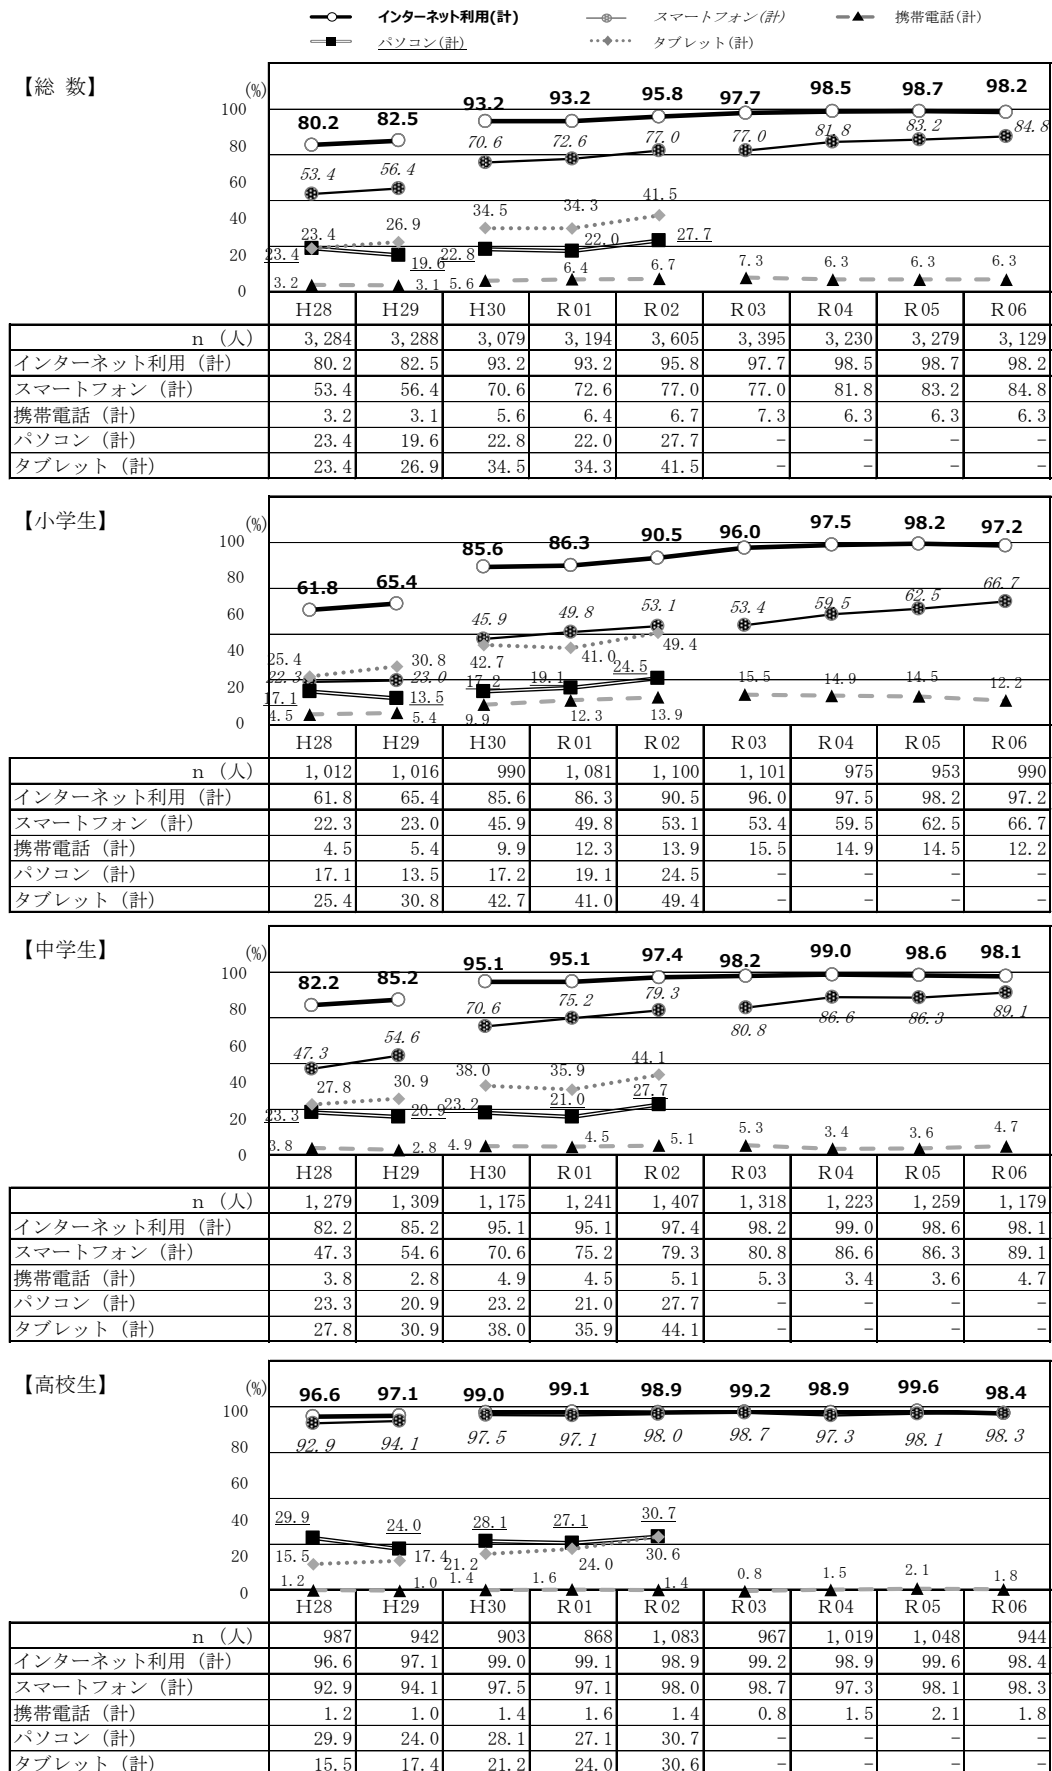 インターネット利用(計) スマートフォン(計) 携帯電話(計)
パソコン(計) タブレット(計)
【総 数】 (%)
100 80 60 40 20 0
80.2 82.5 93.2 93.2 95.8 97.7 98.5 98.7 98.2
53.4 56.4 70.6 72.6 77.0 77.0 81.8 83.2 84.8
23.4 26.9 34.5 34.3 41.5
23.4 19.6 22.8 22.0 27.7
3.2 3.1 5.6 6.4 6.7 7.3 6.3 6.3 6.3
H28 H29 H30 R01 R02 R03 R04 R05 R06
n (人) 3,284 3,288 3,079 3,194 3,605 3,395 3,230 3,279 3,129
インターネット利用(計) 80.2 82.5 93.2 93.2 95.8 97.7 98.5 98.7 98.2
スマートフォン(計) 53.4 56.4 70.6 72.6 77.0 77.0 81.8 83.2 84.8
携帯電話(計) 3.2 3.1 5.6 6.4 6.7 7.3 6.3 6.3 6.3
パソコン(計) 23.4 19.6 22.8 22.0 27.7 - - - -
タブレット(計) 23.4 26.9 34.5 34.3 41.5 - - - -
【小学生】 (%)
100 80 60 40 20 0
61.8 65.4 85.6 86.3 90.5 96.0 97.5 98.2 97.2
22.3 23.0 45.9 49.8 53.1 53.4 59.5 62.5 66.7
25.4 30.8 42.7 41.0 49.4
17.1 13.5 17.2 19.1 24.5
4.5 5.4 9.9 12.3 13.9 15.5 14.9 14.5 12.2
H28 H29 H30 R01 R02 R03 R04 R05 R06
n (人) 1,012 1,016 990 1,081 1,100 1,101 975 953 990
インターネット利用(計) 61.8 65.4 85.6 86.3 90.5 96.0 97.5 98.2 97.2
スマートフォン(計) 22.3 23.0 45.9 49.8 53.1 53.4 59.5 62.5 66.7
携帯電話(計) 4.5 5.4 9.9 12.3 13.9 15.5 14.9 14.5 12.2
パソコン(計) 17.1 13.5 17.2 19.1 24.5 - - - -
タブレット(計) 25.4 30.8 42.7 41.0 49.4 - - - -
【中学生】 (%)
100 80 60 40 20 0
82.2 85.2 95.1 95.1 97.4 98.2 99.0 98.6 98.1
47.3 54.6 70.6 75.2 79.3 80.8 86.6 86.3 89.1
27.8 30.9 38.0 35.9 44.1
23.3 20.9 23.2 21.0 27.7
3.8 2.8 4.9 4.5 5.1 5.3 3.4 3.6 4.7
H28 H29 H30 R01 R02 R03 R04 R05 R06
n (人) 1,279 1,309 1,175 1,241 1,407 1,318 1,223 1,259 1,179
インターネット利用(計) 82.2 85.2 95.1 95.1 97.4 98.2 99.0 98.6 98.1
スマートフォン(計) 47.3 54.6 70.6 75.2 79.3 80.8 86.6 86.3 89.1
携帯電話(計) 3.8 2.8 4.9 4.5 5.1 5.3 3.4 3.6 4.7
パソコン(計) 23.3 20.9 23.2 21.0 27.7 - - - -
タブレット(計) 27.8 30.9 38.0 35.9 44.1 - - - -
【高校生】 (%)
100 80 60 40 20 0
96.6 97.1 99.0 99.1 98.9 99.2 98.9 99.6 98.4
92.9 94.1 97.5 97.1 98.0 98.7 97.3 98.1 98.3
29.9 24.0 28.1 27.1 30.7
15.5 17.4 21.2 24.0 30.6
1.2 1.0 1.4 1.6 1.4 0.8 1.5 2.1 1.8
H28 H29 H30 R01 R02 R03 R04 R05 R06
n (人) 987 942 903 868 1,083 967 1,019 1,048 944
インターネット利用(計) 96.6 97.1 99.0 99.1 98.9 99.2 98.9 99.6 98.4
スマートフォン(計) 92.9 94.1 97.5 97.1 98.0 98.7 97.3 98.1 98.3
携帯電話(計) 1.2 1.0 1.4 1.6 1.4 0.8 1.5 2.1 1.8
パソコン(計) 29.9 24.0 28.1 27.1 30.7 - - - -
タブレット(計) 15.5 17.4 21.2 24.0 30.6 - - - -